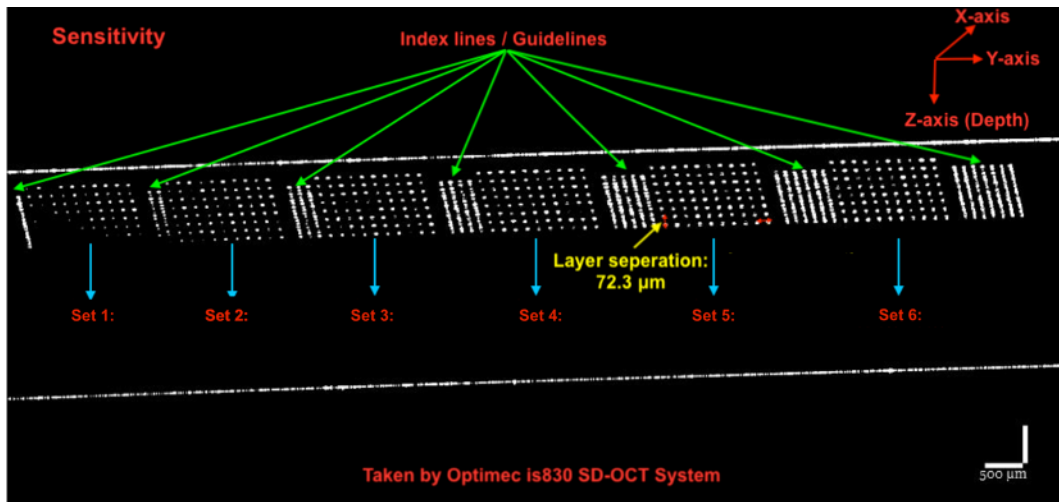 Sensitivity
Index lines / Guidelines
X-axis
Y-axis
Z-axis (Depth)
Layer seperation:
72.3 µm
Set 1:
Set 2:
Set 3:
Set 4:
Set 5:
Set 6:
Taken by Optimec is830 SD-OCT System
500 µm